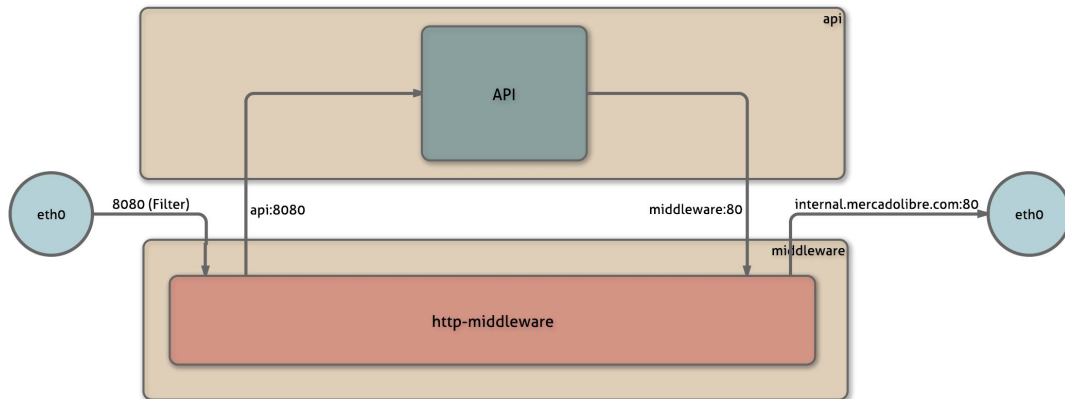 api
API
eth0
8080 (Filter)
api:8080
middleware:80
internal.mercadolibre.com:80
eth0
middleware
http-middleware